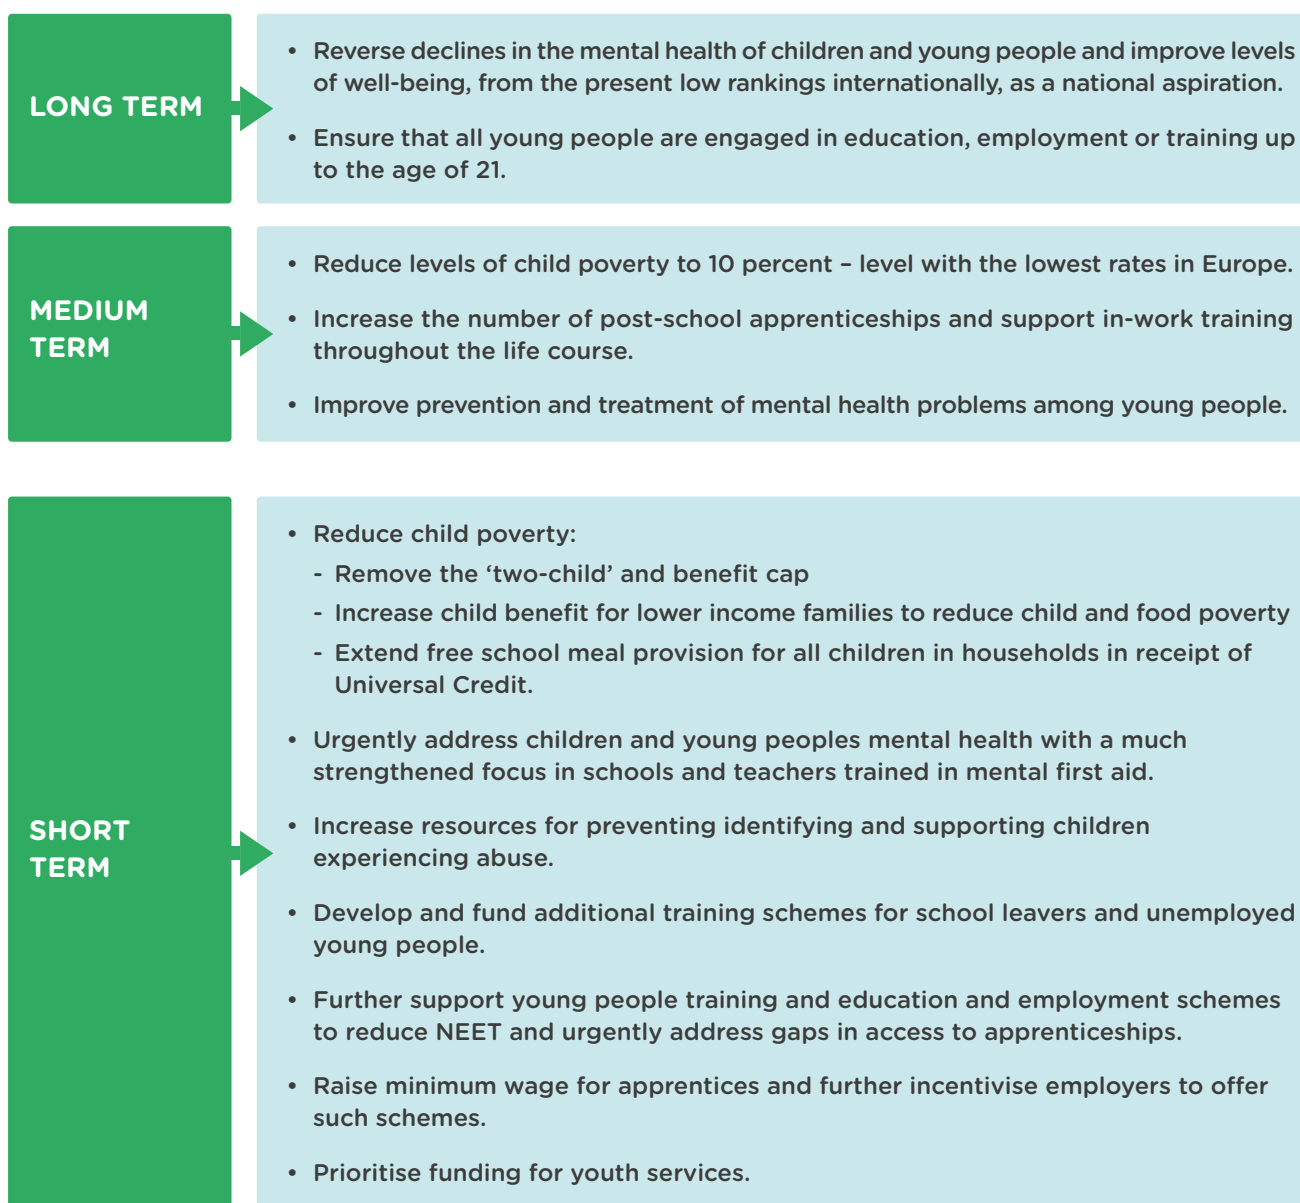 LONG TERM
• Reverse declines in the mental health of children and young people and improve levels
of well-being, from the present low rankings internationally, as a national aspiration.
• Ensure that all young people are engaged in education, employment or training up
to the age of 21.
MEDIUM
TERM
• Reduce levels of child poverty to 10 percent – level with the lowest rates in Europe.
• Increase the number of post-school apprenticeships and support in-work training
throughout the life course.
• Improve prevention and treatment of mental health problems among young people.
SHORT
TERM
• Reduce child poverty:
- Remove the ‘two-child’ and benefit cap
- Increase child benefit for lower income families to reduce child and food poverty
- Extend free school meal provision for all children in households in receipt of
Universal Credit.
• Urgently address children and young peoples mental health with a much
strengthened focus in schools and teachers trained in mental first aid.
• Increase resources for preventing identifying and supporting children
experiencing abuse.
• Develop and fund additional training schemes for school leavers and unemployed
young people.
• Further support young people training and education and employment schemes
to reduce NEET and urgently address gaps in access to apprenticeships.
• Raise minimum wage for apprentices and further incentivise employers to offer
such schemes.
• Prioritise funding for youth services.